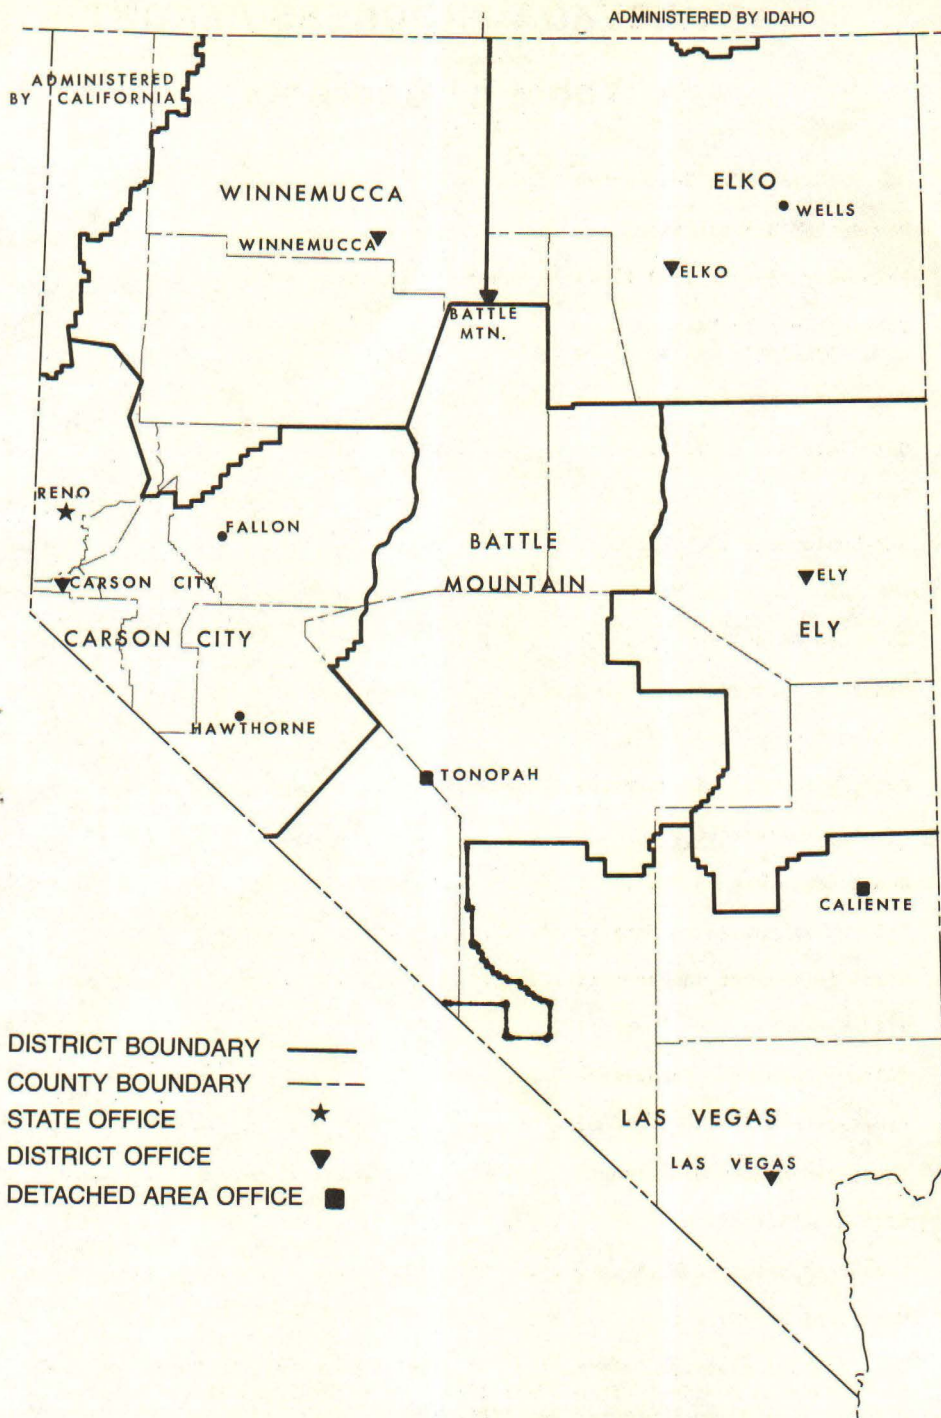 ADMINISTERED BY IDAHO
ADMINISTERED
BY CALIFORNIA
WINNEMUCCA
WINNEMUCCA
ELKO
WELLS
ELKO
BATTLE
MTN.
RENO
FALLON
CARSON CITY
CARSON CITY
HAWTHORNE
BATTLE
MOUNTAIN
ELY
ELY
TONOPAH
CALIENTE
DISTRICT BOUNDARY
COUNTY BOUNDARY
STATE OFFICE
DISTRICT OFFICE
DETACHED AREA OFFICE
LAS VEGAS
LAS VEGAS